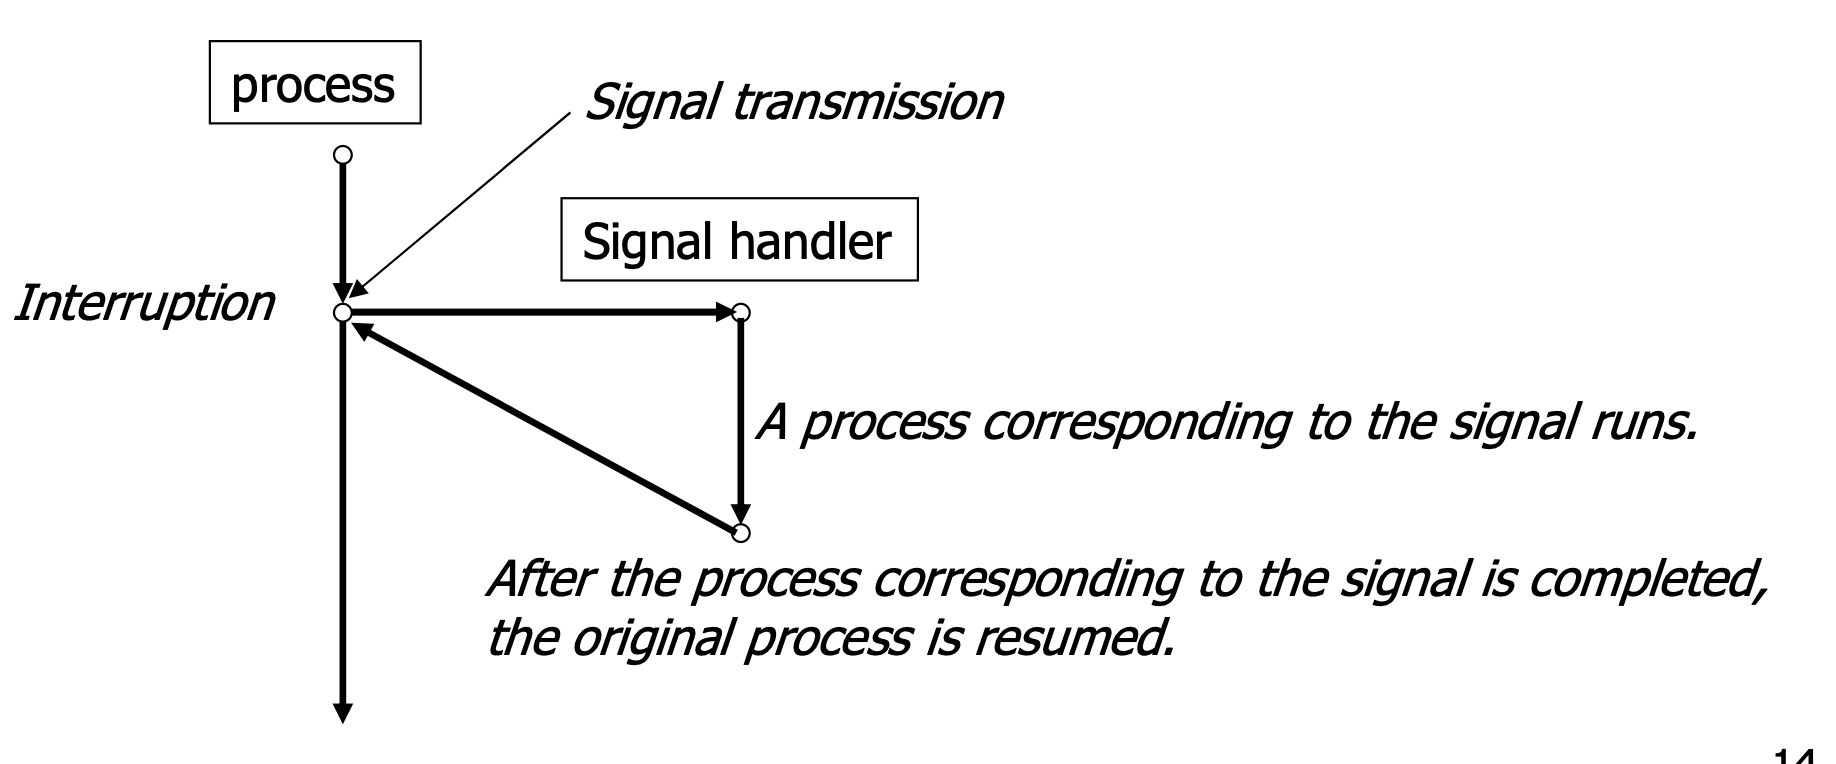 process
Signal transmission
Signal handler
Interruption
A process corresponding to the signal runs.
After the process corresponding to the signal is completed,
the original process is resumed.
14